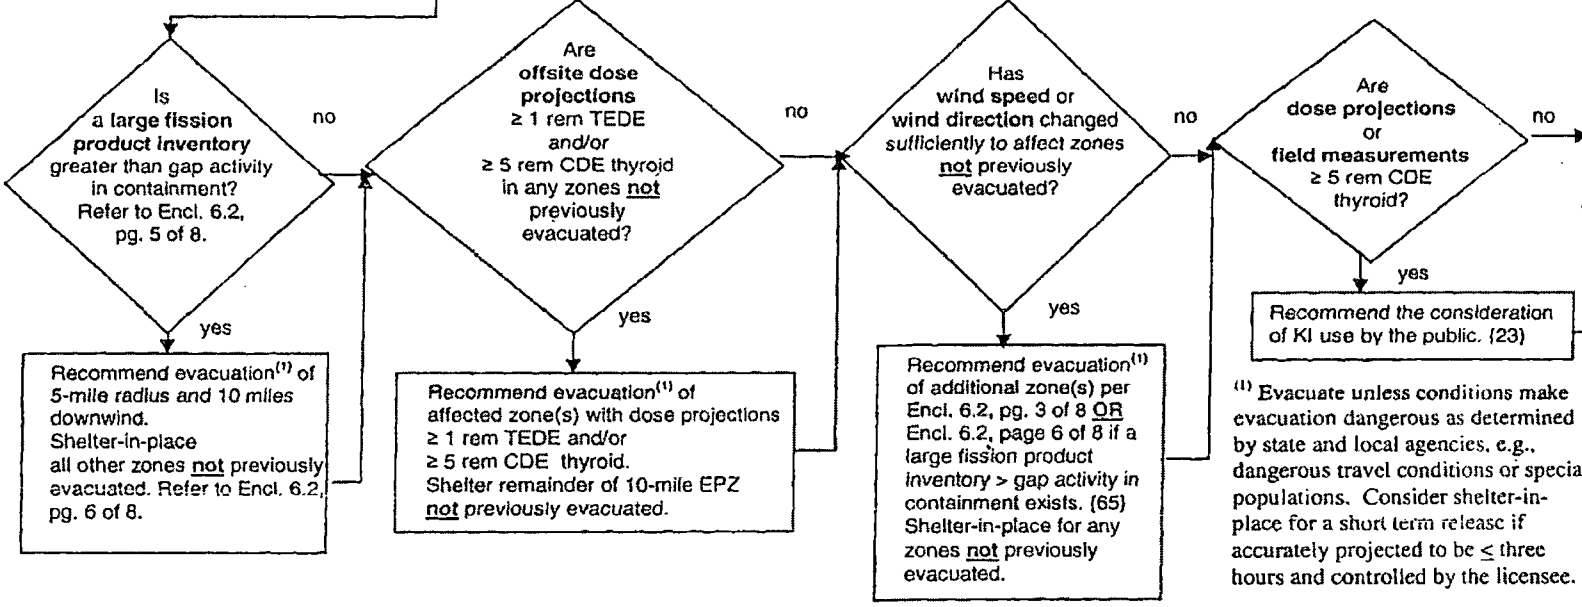 Is
a large fission
product inventory
greater than gap activity
in containment?
Refer to Encl. 6.2,
pg. 5 of 8.
no
yes
Recommend evacuation(1) of
5-mile radius and 10 miles
downwind.
Shelter-in-place
all other zones not previously
evacuated. Refer to Encl. 6.2,
pg. 6 of 8.
Are
offsite dose
projections
≥ 1 rem TEDE
and/or
≥ 5 rem CDE thyroid
in any zones not
previously
evacuated?
no
yes
Recommend evacuation(1) of
affected zone(s) with dose projections
≥ 1 rem TEDE and/or
≥ 5 rem CDE thyroid.
Shelter remainder of 10-mile EPZ
not previously evacuated.
Has
wind speed or
wind direction changed
sufficiently to affect zones
not previously
evacuated?
no
yes
Recommend evacuation(1)
of additional zone(s) per
Encl. 6.2, pg. 3 of 8 OR
Encl. 6.2, page 6 of 8 if a
large fission product
inventory > gap activity in
containment exists. {65}
Shelter-in-place for any
zones not previously
evacuated.
Are
dose projections
or
field measurements
≥ 5 rem CDE
thyroid?
no
yes
Recommend the consideration
of KI use by the public. {23}
(1) Evacuate unless conditions make
evacuation dangerous as determined
by state and local agencies, e.g.,
dangerous travel conditions or specia
populations. Consider shelter-in-
place for a short term release if
accurately projected to be ≤ three
hours and controlled by the licensee.